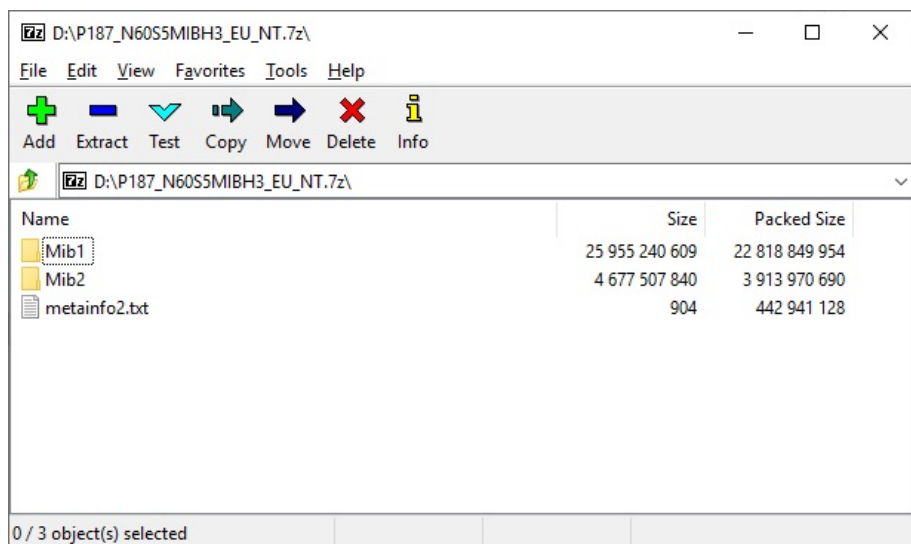 7z D:\P187_N60S5MIBH3_EU_NT.7z\
File Edit View Favorites Tools Help
Add Extract Test Copy Move Delete Info
7z D:\P187_N60S5MIBH3_EU_NT.7z\
Name Size Packed Size
Mib1 25 955 240 609 22 818 849 954
Mib2 4 677 507 840 3 913 970 690
metainfo2.txt 904 442 941 128
0 / 3 object(s) selected